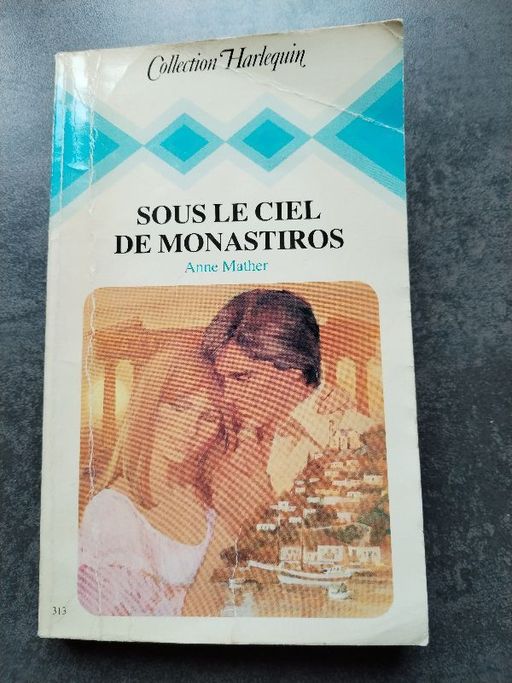 Collection Harlequin
SOUS LE CIEL
DE MONASTIROS
Anne Mather
313